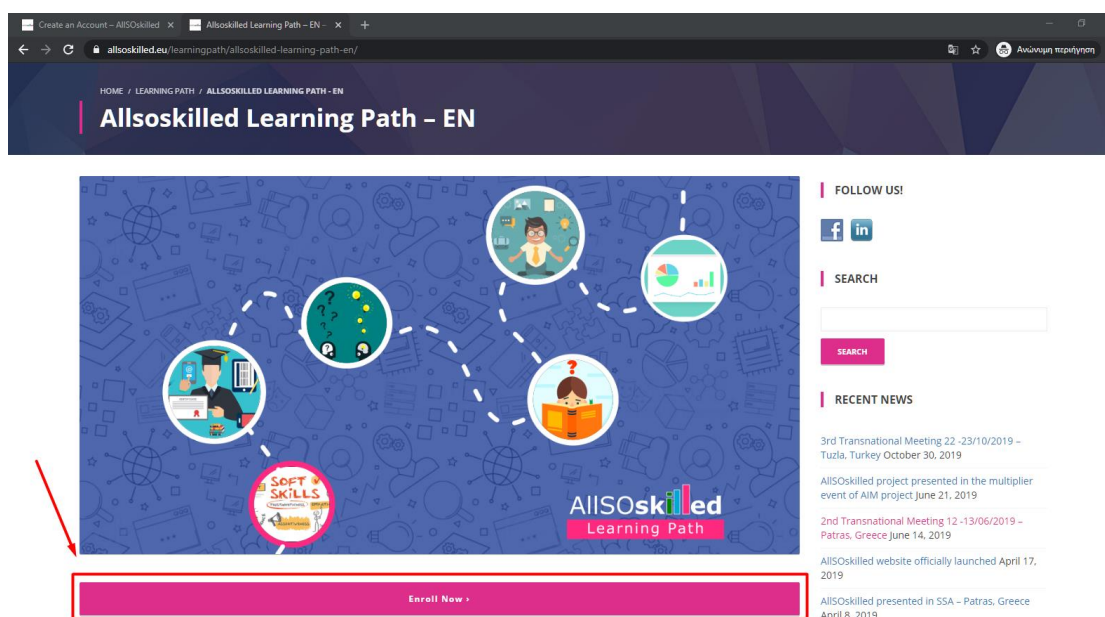 Create an Account – AllSOskilled
Allsoskilled Learning Path – EN –
allsoskilled.eu/learningpath/allsoskilled-learning-path-en/
Ανώνυμη περιήγηση
HOME / LEARNING PATH / ALLSOSKILLED LEARNING PATH - EN
Allsoskilled Learning Path – EN
SOFT
SKILLS
AllSOskilled
Learning Path
Enroll Now ›
FOLLOW US!
f in
SEARCH
SEARCH
RECENT NEWS
3rd Transnational Meeting 22 -23/10/2019 –
Tuzla, Turkey October 30, 2019
AllSOskilled project presented in the multiplier
event of AIM project June 21, 2019
2nd Transnational Meeting 12 -13/06/2019 –
Patras, Greece June 14, 2019
AllSOskilled website officially launched April 17,
2019
AllSOskilled presented in SSA – Patras, Greece
April 8, 2019